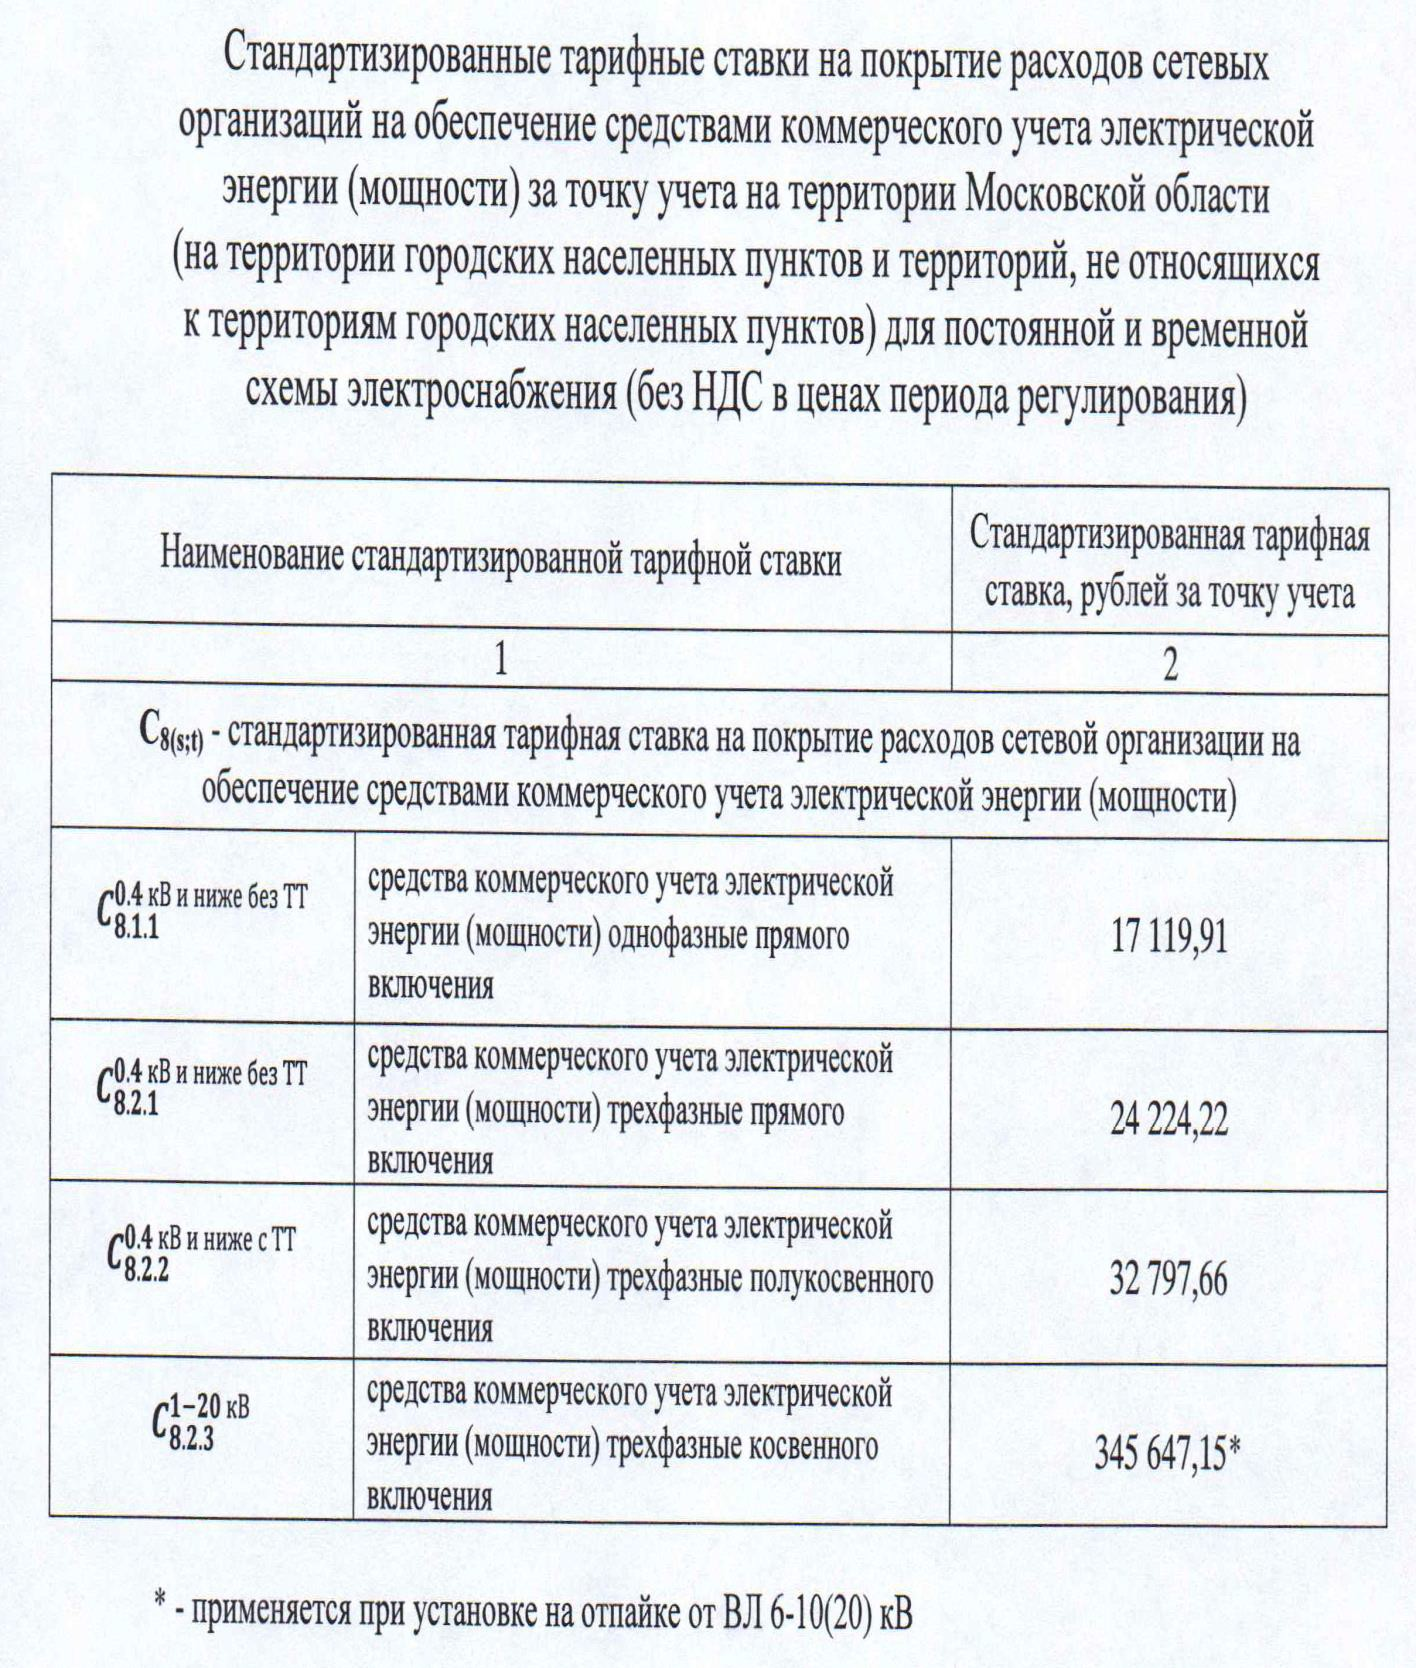 Стандартизированные тарифные ставки на покрытие расходов сетевых
организаций на обеспечение средствами коммерческого учета электрической
энергии (мощности) за точку учета на территории Московской области
(на территории городских населенных пунктов и территорий, не относящихся
к территориям городских населенных пунктов) для постоянной и временной
схемы электроснабжения (без НДС в ценах периода регулирования)
Наименование стандартизированной тарифной ставки
Стандартизированная тарифная
ставка, рублей за точку учета
1
2
C8(s;t) - стандартизированная тарифная ставка на покрытие расходов сетевой организации на
обеспечение средствами коммерческого учета электрической энергии (мощности)
C 0.4 кВ и ниже без ТТ
8.1.1
средства коммерческого учета электрической
энергии (мощности) однофазные прямого
включения
17 119,91
C 0.4 кВ и ниже без ТТ
8.2.1
средства коммерческого учета электрической
энергии (мощности) трехфазные прямого
включения
24 224,22
C 0.4 кВ и ниже с ТТ
8.2.2
средства коммерческого учета электрической
энергии (мощности) трехфазные полукосвенного
включения
32 797,66
C 1–20 кВ
8.2.3
средства коммерческого учета электрической
энергии (мощности) трехфазные косвенного
включения
345 647,15*
* - применяется при установке на отпайке от ВЛ 6-10(20) кВ